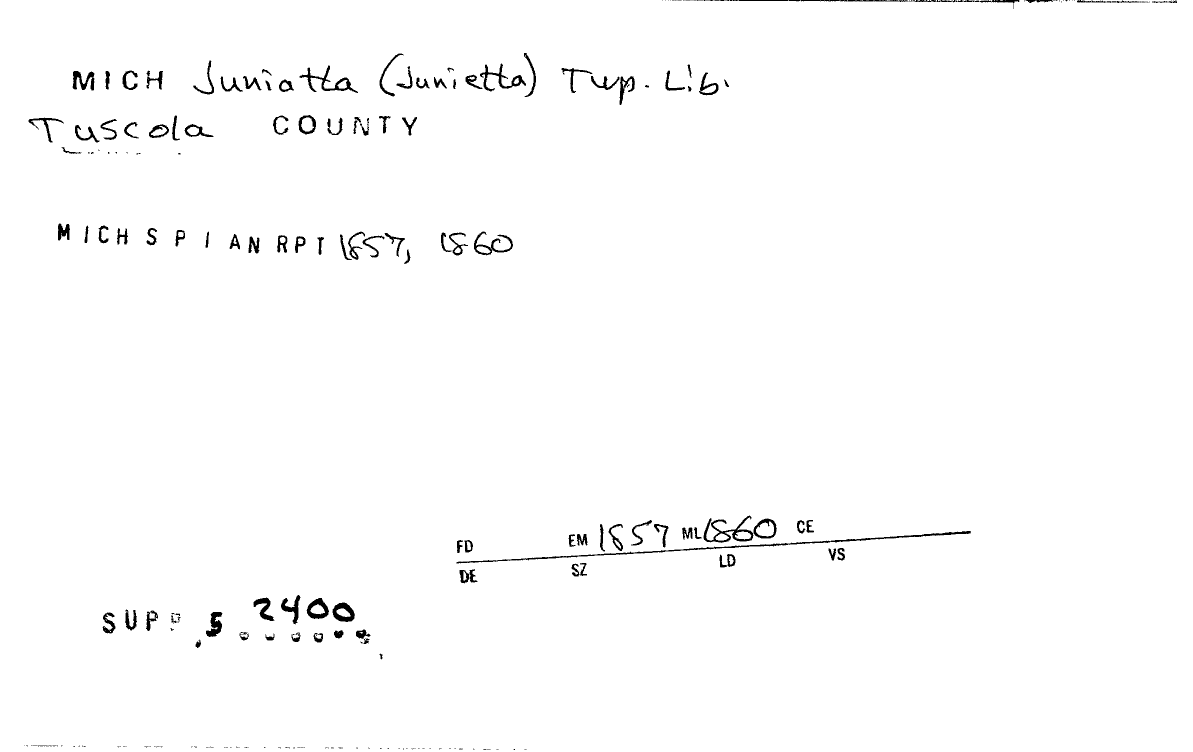 MICH Juniatta (Junietta) Twp. Lib.
Tuscola COUNTY
MICH S P I AN RPT 1857, 1860
FD EM 1857 ML 1860 CE
DE SZ LD VS
SUPP 5 2400